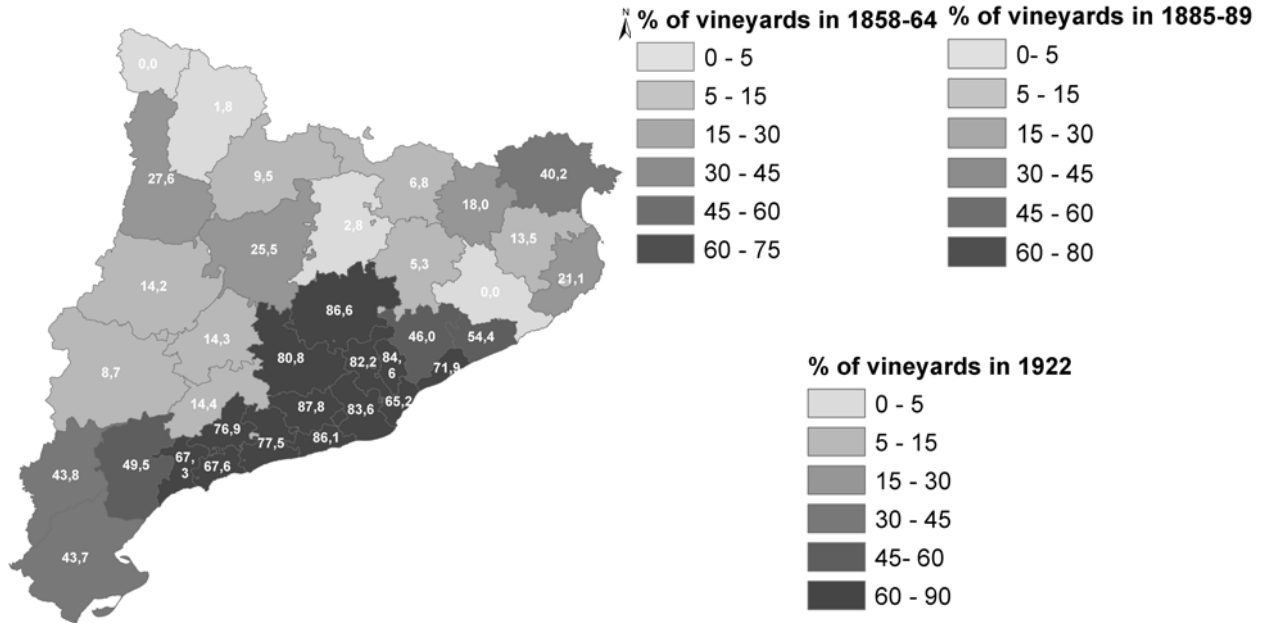 N
% of vineyards in 1858-64
0 - 5
5 - 15
15 - 30
30 - 45
45 - 60
60 - 75
% of vineyards in 1885-89
0- 5
5 - 15
15 - 30
30 - 45
45 - 60
60 - 80
0,0
1,8
27,6
9,5
6,8
18,0
40,2
2,8
25,5
13,5
5,3
21,1
14,2
0,0
86,6
14,3
46,0
54,4
80,8
82,2
84,
6
71,9
8,7
65,2
14,4
87,8
83,6
76,9
77,5
86,1
67,
3
67,6
49,5
43,8
43,7
% of vineyards in 1922
0 - 5
5 - 15
15 - 30
30 - 45
45- 60
60 - 90